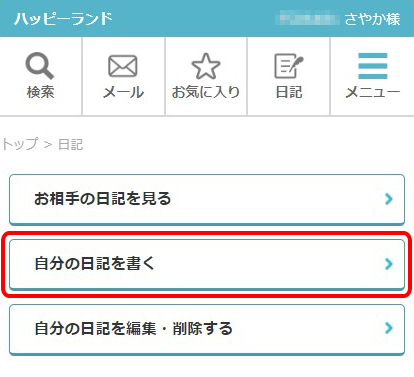 ハッピーランド
さやか様
検索
メール
お気に入り
日記
メニュー
トップ > 日記
お相手の日記を見る
自分の日記を書く
自分の日記を編集・削除する